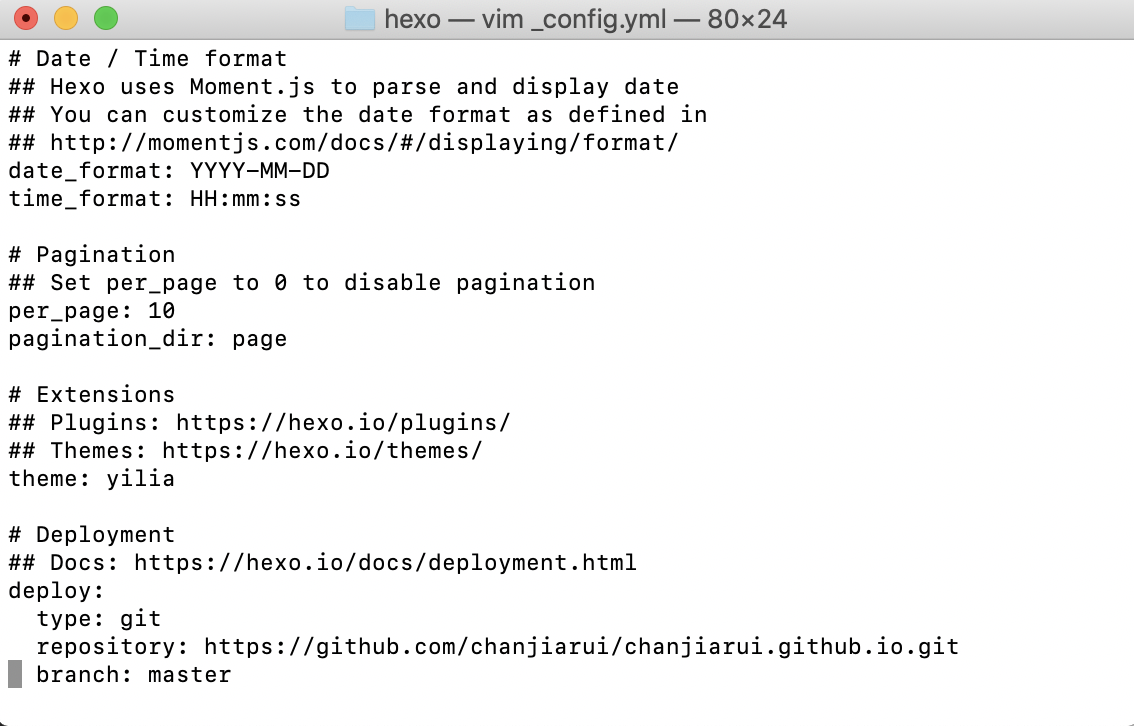 hexo — vim _config.yml — 80×24
# Date / Time format
## Hexo uses Moment.js to parse and display date
## You can customize the date format as defined in
## http://momentjs.com/docs/#/displaying/format/
date_format: YYYY-MM-DD
time_format: HH:mm:ss
# Pagination
## Set per_page to 0 to disable pagination
per_page: 10
pagination_dir: page
# Extensions
## Plugins: https://hexo.io/plugins/
## Themes: https://hexo.io/themes/
theme: yilia
# Deployment
## Docs: https://hexo.io/docs/deployment.html
deploy:
  type: git
  repository: https://github.com/chanjiarui/chanjiarui.github.io.git
  branch: master